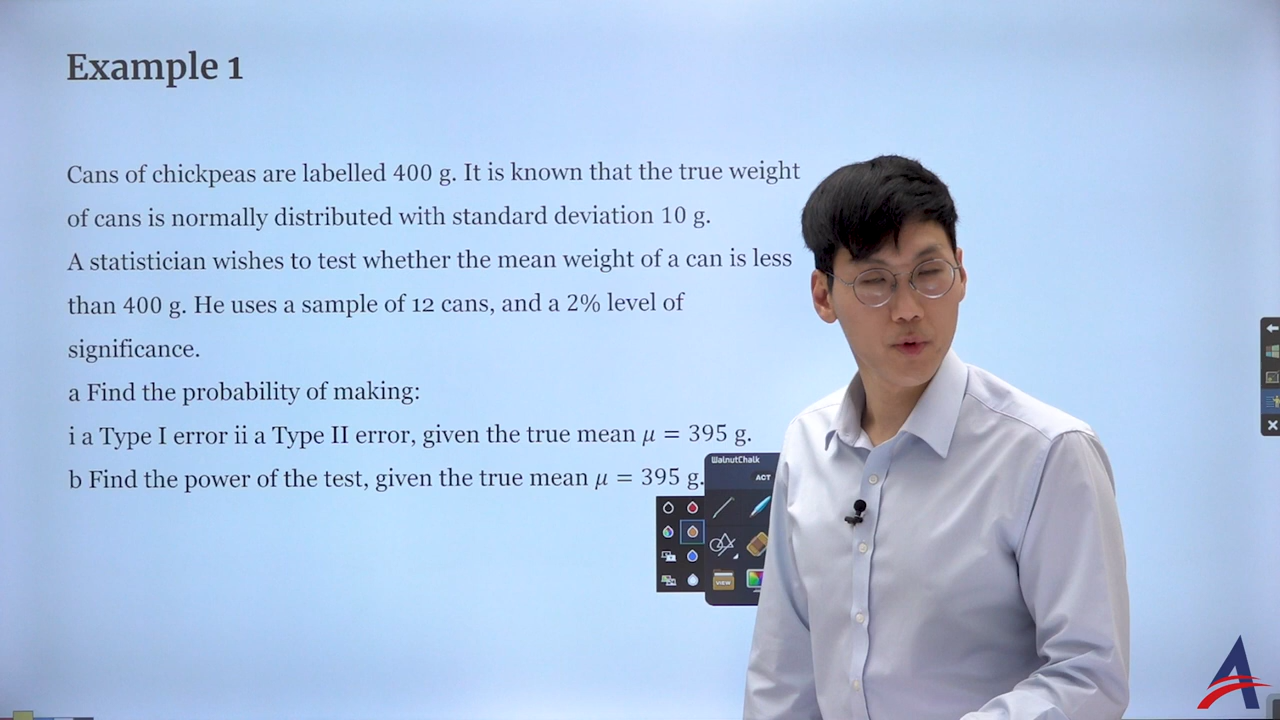 Example 1
Cans of chickpeas are labelled 400 g. It is known that the true weight
of cans is normally distributed with standard deviation 10 g.
A statistician wishes to test whether the mean weight of a can is less
than 400 g. He uses a sample of 12 cans, and a 2% level of
significance.
a Find the probability of making:
i a Type I error ii a Type II error, given the true mean μ = 395 g.
b Find the power of the test, given the true mean μ = 395 g.
WalnutChalk
ACT
VIEW